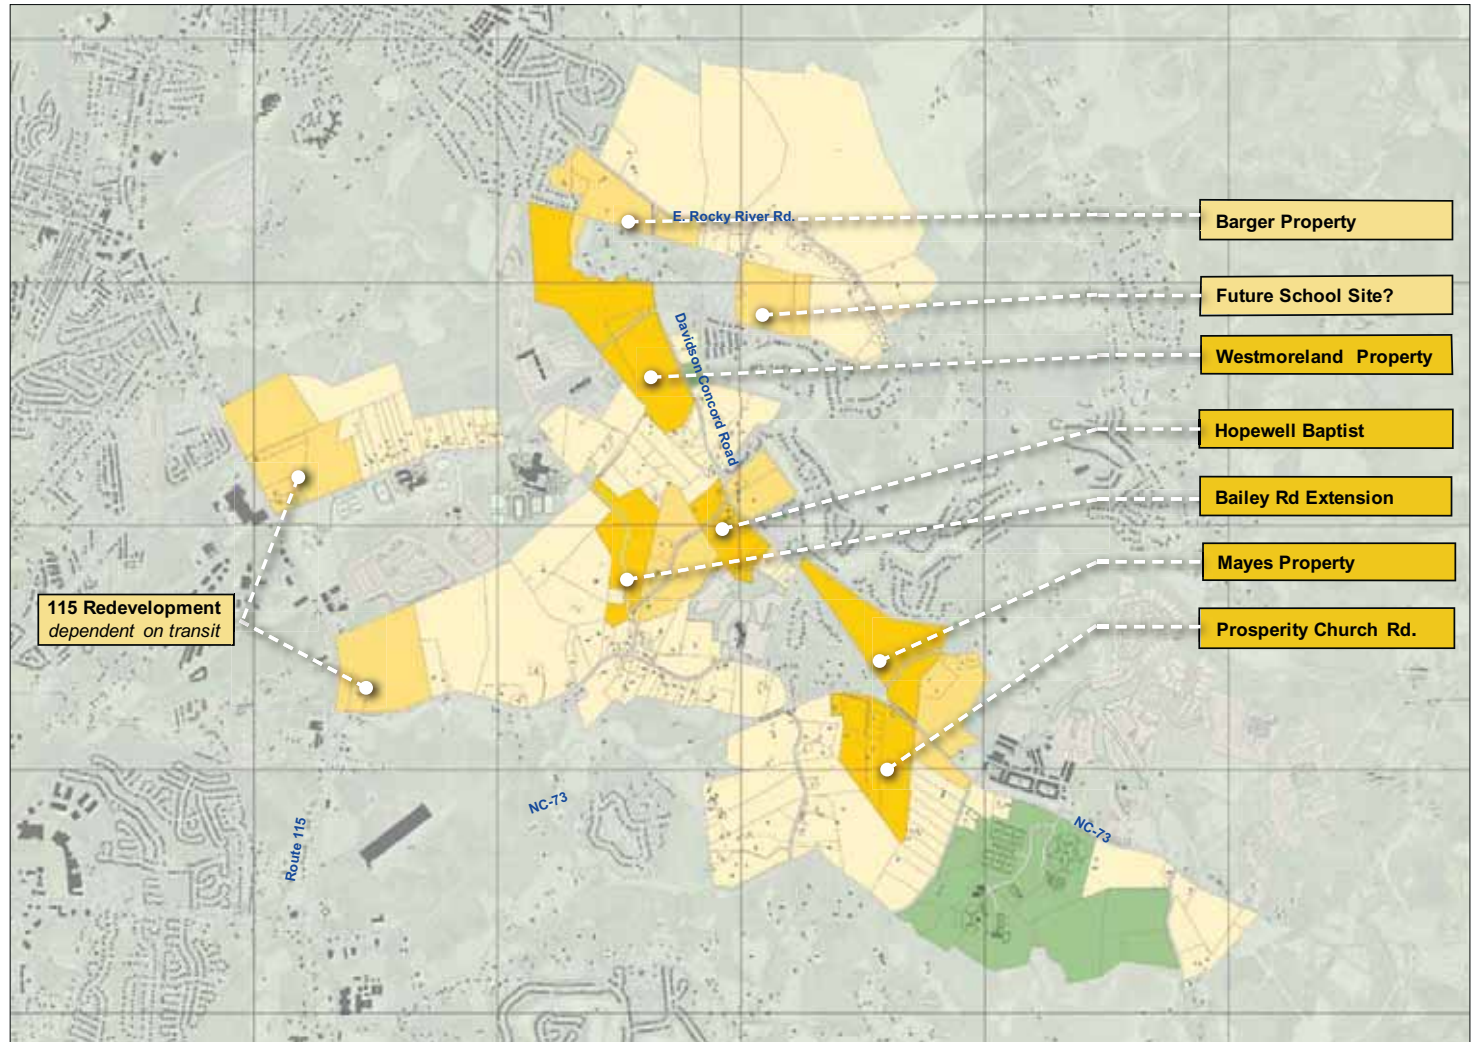 E. Rocky River Rd.
Barger Property
Future School Site?
Davidson Concord Road
Westmoreland Property
Hopewell Baptist
Bailey Rd Extension
Mayes Property
115 Redevelopment
dependent on transit
Prosperity Church Rd.
NC-73
Route 115
NC-73